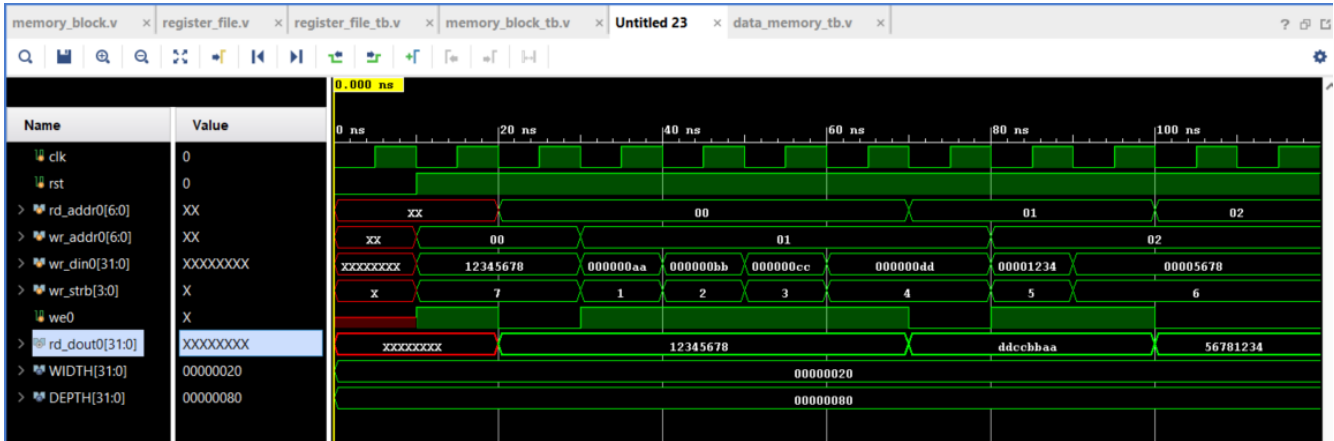 memory_block.v × register_file.v × register_file_tb.v × memory_block_tb.v × Untitled 23 × data_memory_tb.v ×
0.000 ns
Name Value 0 ns 20 ns 40 ns 60 ns 80 ns 100 ns
clk 0
rst 0
rd_addr0[6:0] XX XX 00 01 02
wr_addr0[6:0] XX XX 00 01 02
wr_din0[31:0] XXXXXXXX XXXXXXXX 12345678 000000aa 000000bb 000000cc 000000dd 00001234 00005678
wr_strb[3:0] X X 7 1 2 3 4 5 6
we0 X
rd_dout0[31:0] XXXXXXXX XXXXXXXX 12345678 ddccbbaa 56781234
WIDTH[31:0] 00000020 00000020
DEPTH[31:0] 00000080 00000080